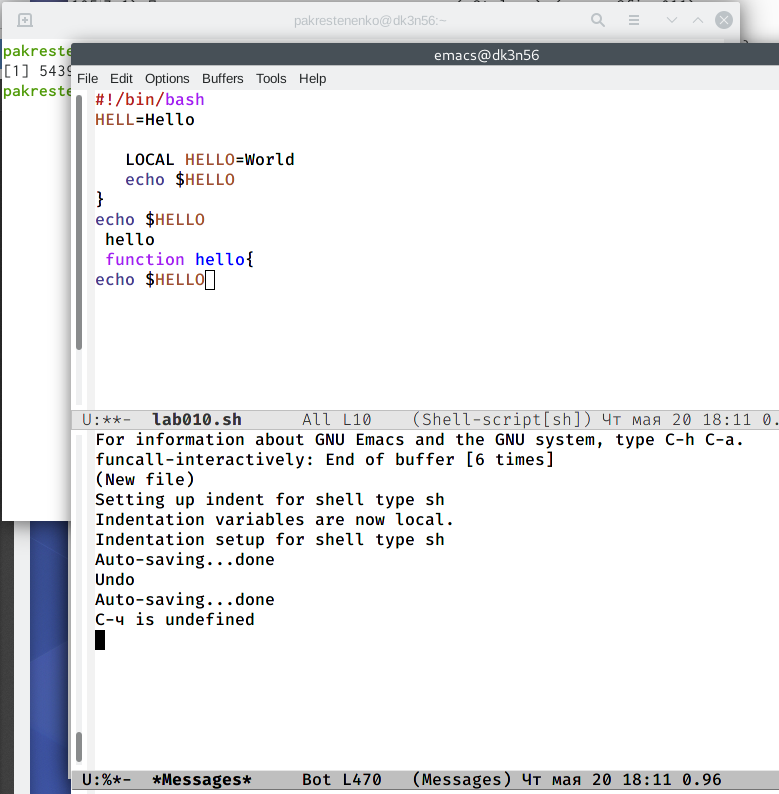 pakrestenenko@dk3n56:~
pakreste
[1] 5439
pakreste
emacs@dk3n56
File Edit Options Buffers Tools Help
#!/bin/bash
HELL=Hello
LOCAL HELLO=World
echo $HELLO
}
echo $HELLO
hello
function hello{
echo $HELLO
U:**- lab010.sh All L10 (Shell-script[sh]) Чт мая 20 18:11 0.
For information about GNU Emacs and the GNU system, type C-h C-a.
funcall-interactively: End of buffer [6 times]
(New file)
Setting up indent for shell type sh
Indentation variables are now local.
Indentation setup for shell type sh
Auto-saving...done
Undo
Auto-saving...done
C-ч is undefined
U:%*- *Messages* Bot L470 (Messages) Чт мая 20 18:11 0.96